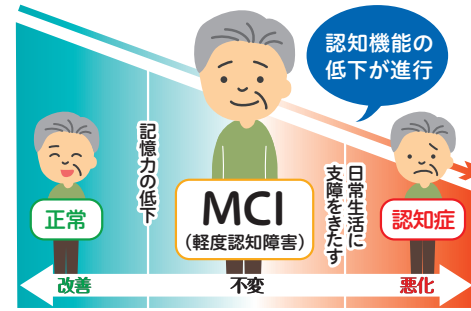 認知機能の
低下が進行
正常
記憶力の低下
MCI
(軽度認知障害)
日常生活に
支障をきたす
認知症
改善
不変
悪化